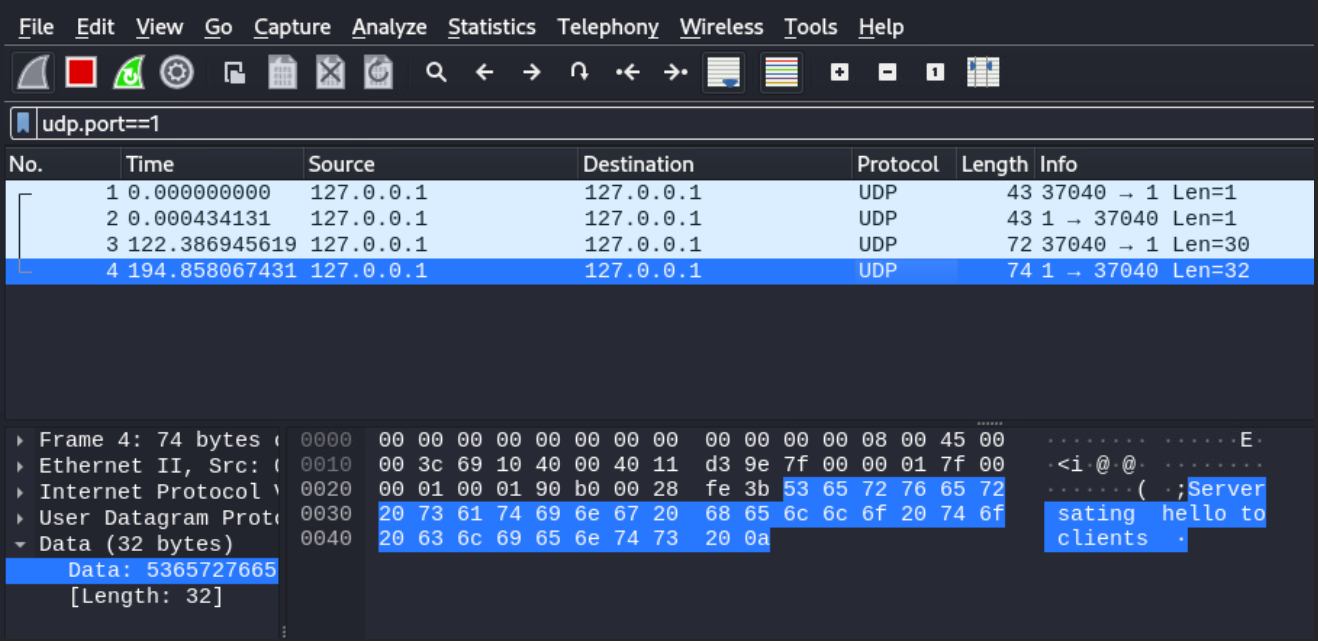 File Edit View Go Capture Analyze Statistics Telephony Wireless Tools Help
udp.port==1
No. Time Source Destination Protocol Length Info
1 0.000000000 127.0.0.1 127.0.0.1 UDP 43 37040 → 1 Len=1
2 0.000434131 127.0.0.1 127.0.0.1 UDP 43 1 → 37040 Len=1
3 122.386945619 127.0.0.1 127.0.0.1 UDP 72 37040 → 1 Len=30
4 194.858067431 127.0.0.1 127.0.0.1 UDP 74 1 → 37040 Len=32
Frame 4: 74 bytes
Ethernet II, Src:
Internet Protocol
User Datagram Proto
Data (32 bytes)
Data: 5365727665
[Length: 32]
0000 00 00 00 00 00 00 00 00 00 00 00 00 08 00 45 00 ········ ······E·
0010 00 3c 69 10 40 00 40 11 d3 9e 7f 00 00 01 7f 00 ·<i·@·@· ········
0020 00 01 00 01 90 b0 00 28 fe 3b 53 65 72 76 65 72 ·······( ·;Server
0030 20 73 61 74 69 6e 67 20 68 65 6c 6c 6f 20 74 6f sating hello to
0040 20 63 6c 69 65 6e 74 73 20 0a clients ·